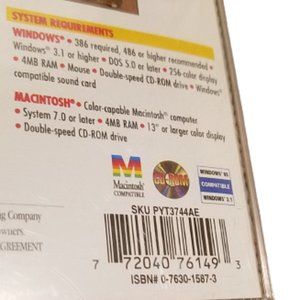 SYSTEM REQUIREMENTS
WINDOWS® • 386 required, 486 or higher recommended •
Windows® 3.1 or higher • DOS 5.0 or later • 256-color display
• 4MB RAM • Mouse • Double-speed CD-ROM drive • Windows®
compatible sound card
MACINTOSH® • Color-capable Macintosh® computer
• System 7.0 or later • 4MB RAM • 13" or larger color display
• Double-speed CD-ROM drive
M
Macintosh
COMPATIBLE
CD-ROM
WINDOWS® 95
COMPATIBLE
WINDOWS® 3.1
SKU PYT3744AE
7 72040 76149 3
ISBN# 0-7630-1587-3
ng Company
owners.
AGREEMENT